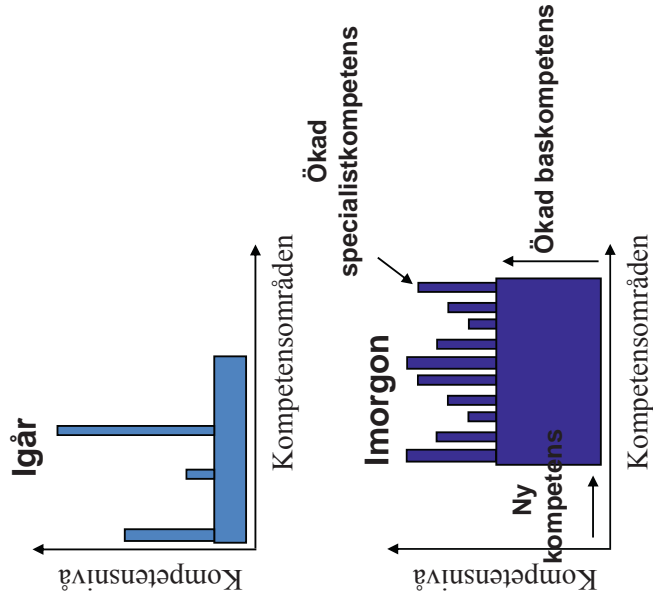 Igår
Kompetensnivå
Kompetensområden
Imorgon
Ökad
specialistkompetens
Kompetensnivå
Ny
kompetens
Ökad baskompetens
Kompetensområden